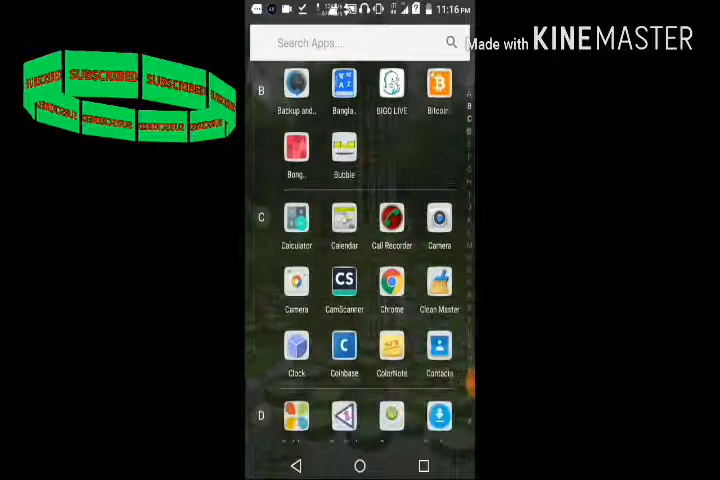 11:16 PM
Search Apps....
Made with KINEMASTER
SUBSCRIBED SUBSCRIBED SUBSCRIBED
B
Backup and.. Bangla.. BIGO LIVE Bitcoin..
Bong.. Bubble
C
Calculator Calendar Call Recorder Camera
CS
Camera CamScanner Chrome Clean Master
C
Clock Coinbase ColorNote Contacts
D